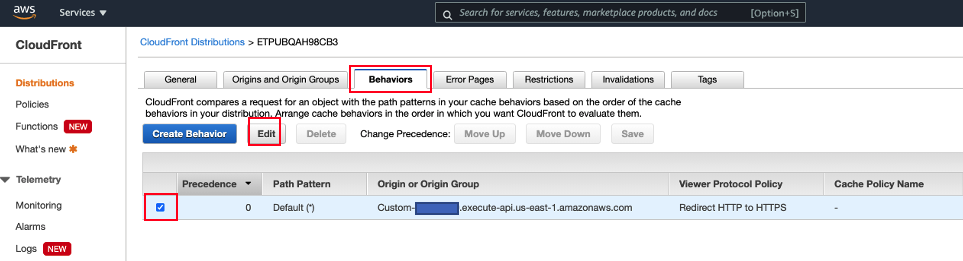 aws Services ▼ Search for services, features, marketplace products, and docs [Option+S]
CloudFront
Distributions
Policies
Functions NEW
What's new
Telemetry
Monitoring
Alarms
Logs NEW
CloudFront Distributions > ETPUBQAH98CB3
General Origins and Origin Groups Behaviors Error Pages Restrictions Invalidations Tags
CloudFront compares a request for an object with the path patterns in your cache behaviors based on the order of the cache
behaviors in your distribution. Arrange cache behaviors in the order in which you want CloudFront to evaluate them.
Create Behavior Edit Delete Change Precedence: Move Up Move Down Save
Precedence Path Pattern Origin or Origin Group Viewer Protocol Policy Cache Policy Name
0 Default (*) Custom- .execute-api.us-east-1.amazonaws.com Redirect HTTP to HTTPS -